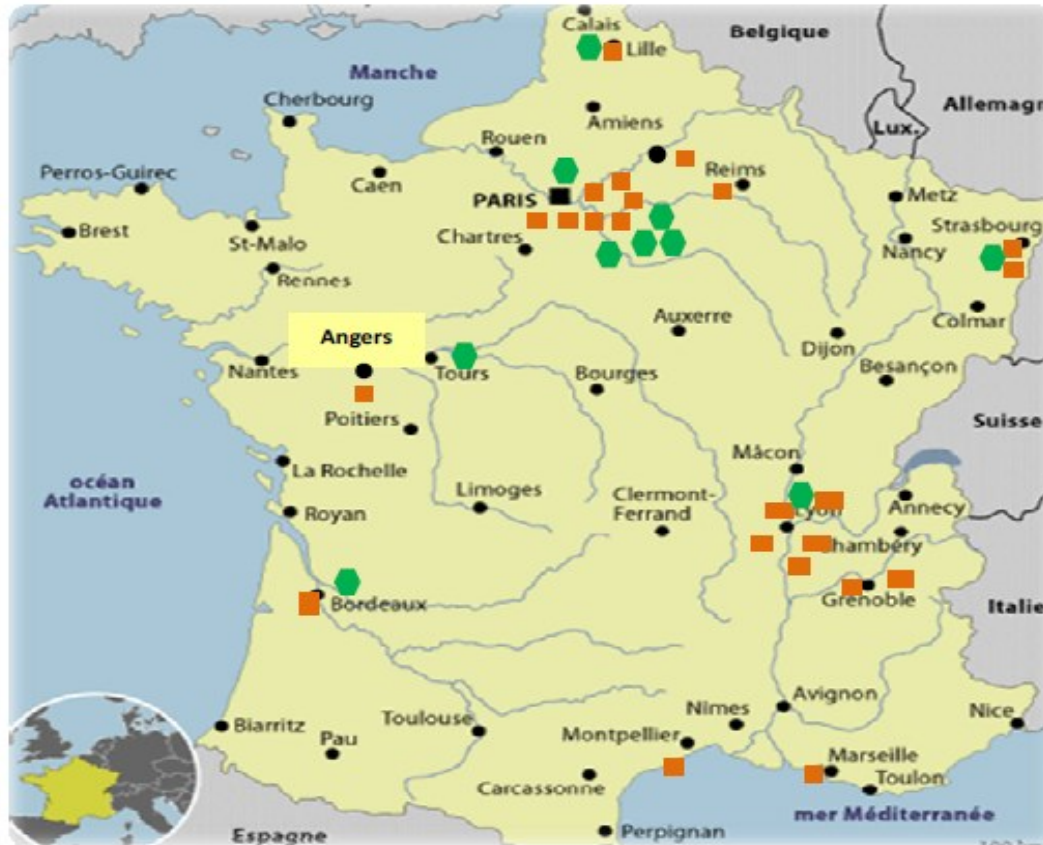 Calais
Belgique
Lille
Manche
Cherbourg
Allemagn
Amiens
Lux.
Rouen
Reims
Perros-Guirec
Caen
PARIS
Metz
Strasbourg
Brest
St-Malo
Chartres
Nancy
Rennes
Colmar
Angers
Auxerre
Dijon
Nantes
Tours
Bourges
Besançon
Poitiers
Suisse
Mâcon
La Rochelle
océan
Atlantique
Limoges
Clermont-
Ferrand
Annecy
Royan
Lyon
Chambéry
Bordeaux
Grenoble
Italie
Avignon
Nîmes
Nice
Biarritz
Toulouse
Montpellier
Pau
Marseille
Carcassonne
Toulon
mer Méditerranée
Perpignan
Espagne